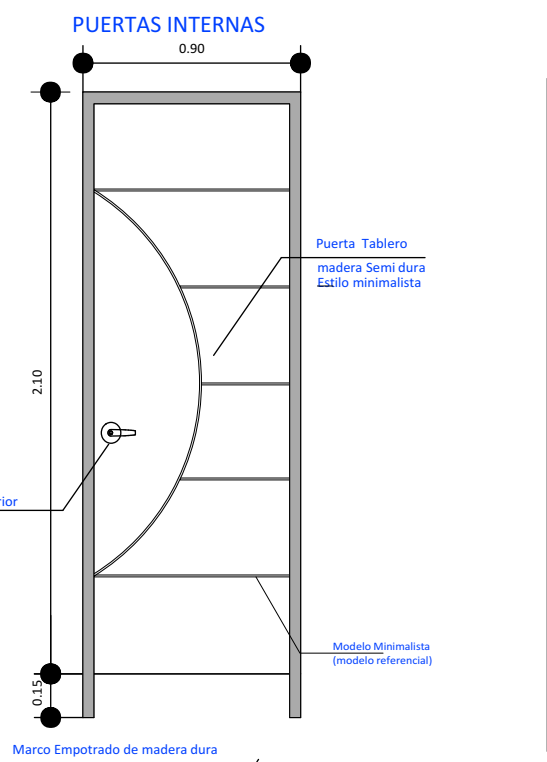 PUERTAS INTERNAS
0.90
Puerta Tablero
madera Semi dura
Estilo minimalista
2.10
rior
Modelo Minimalista
(modelo referencial)
0.15
Marco Empotrado de madera dura